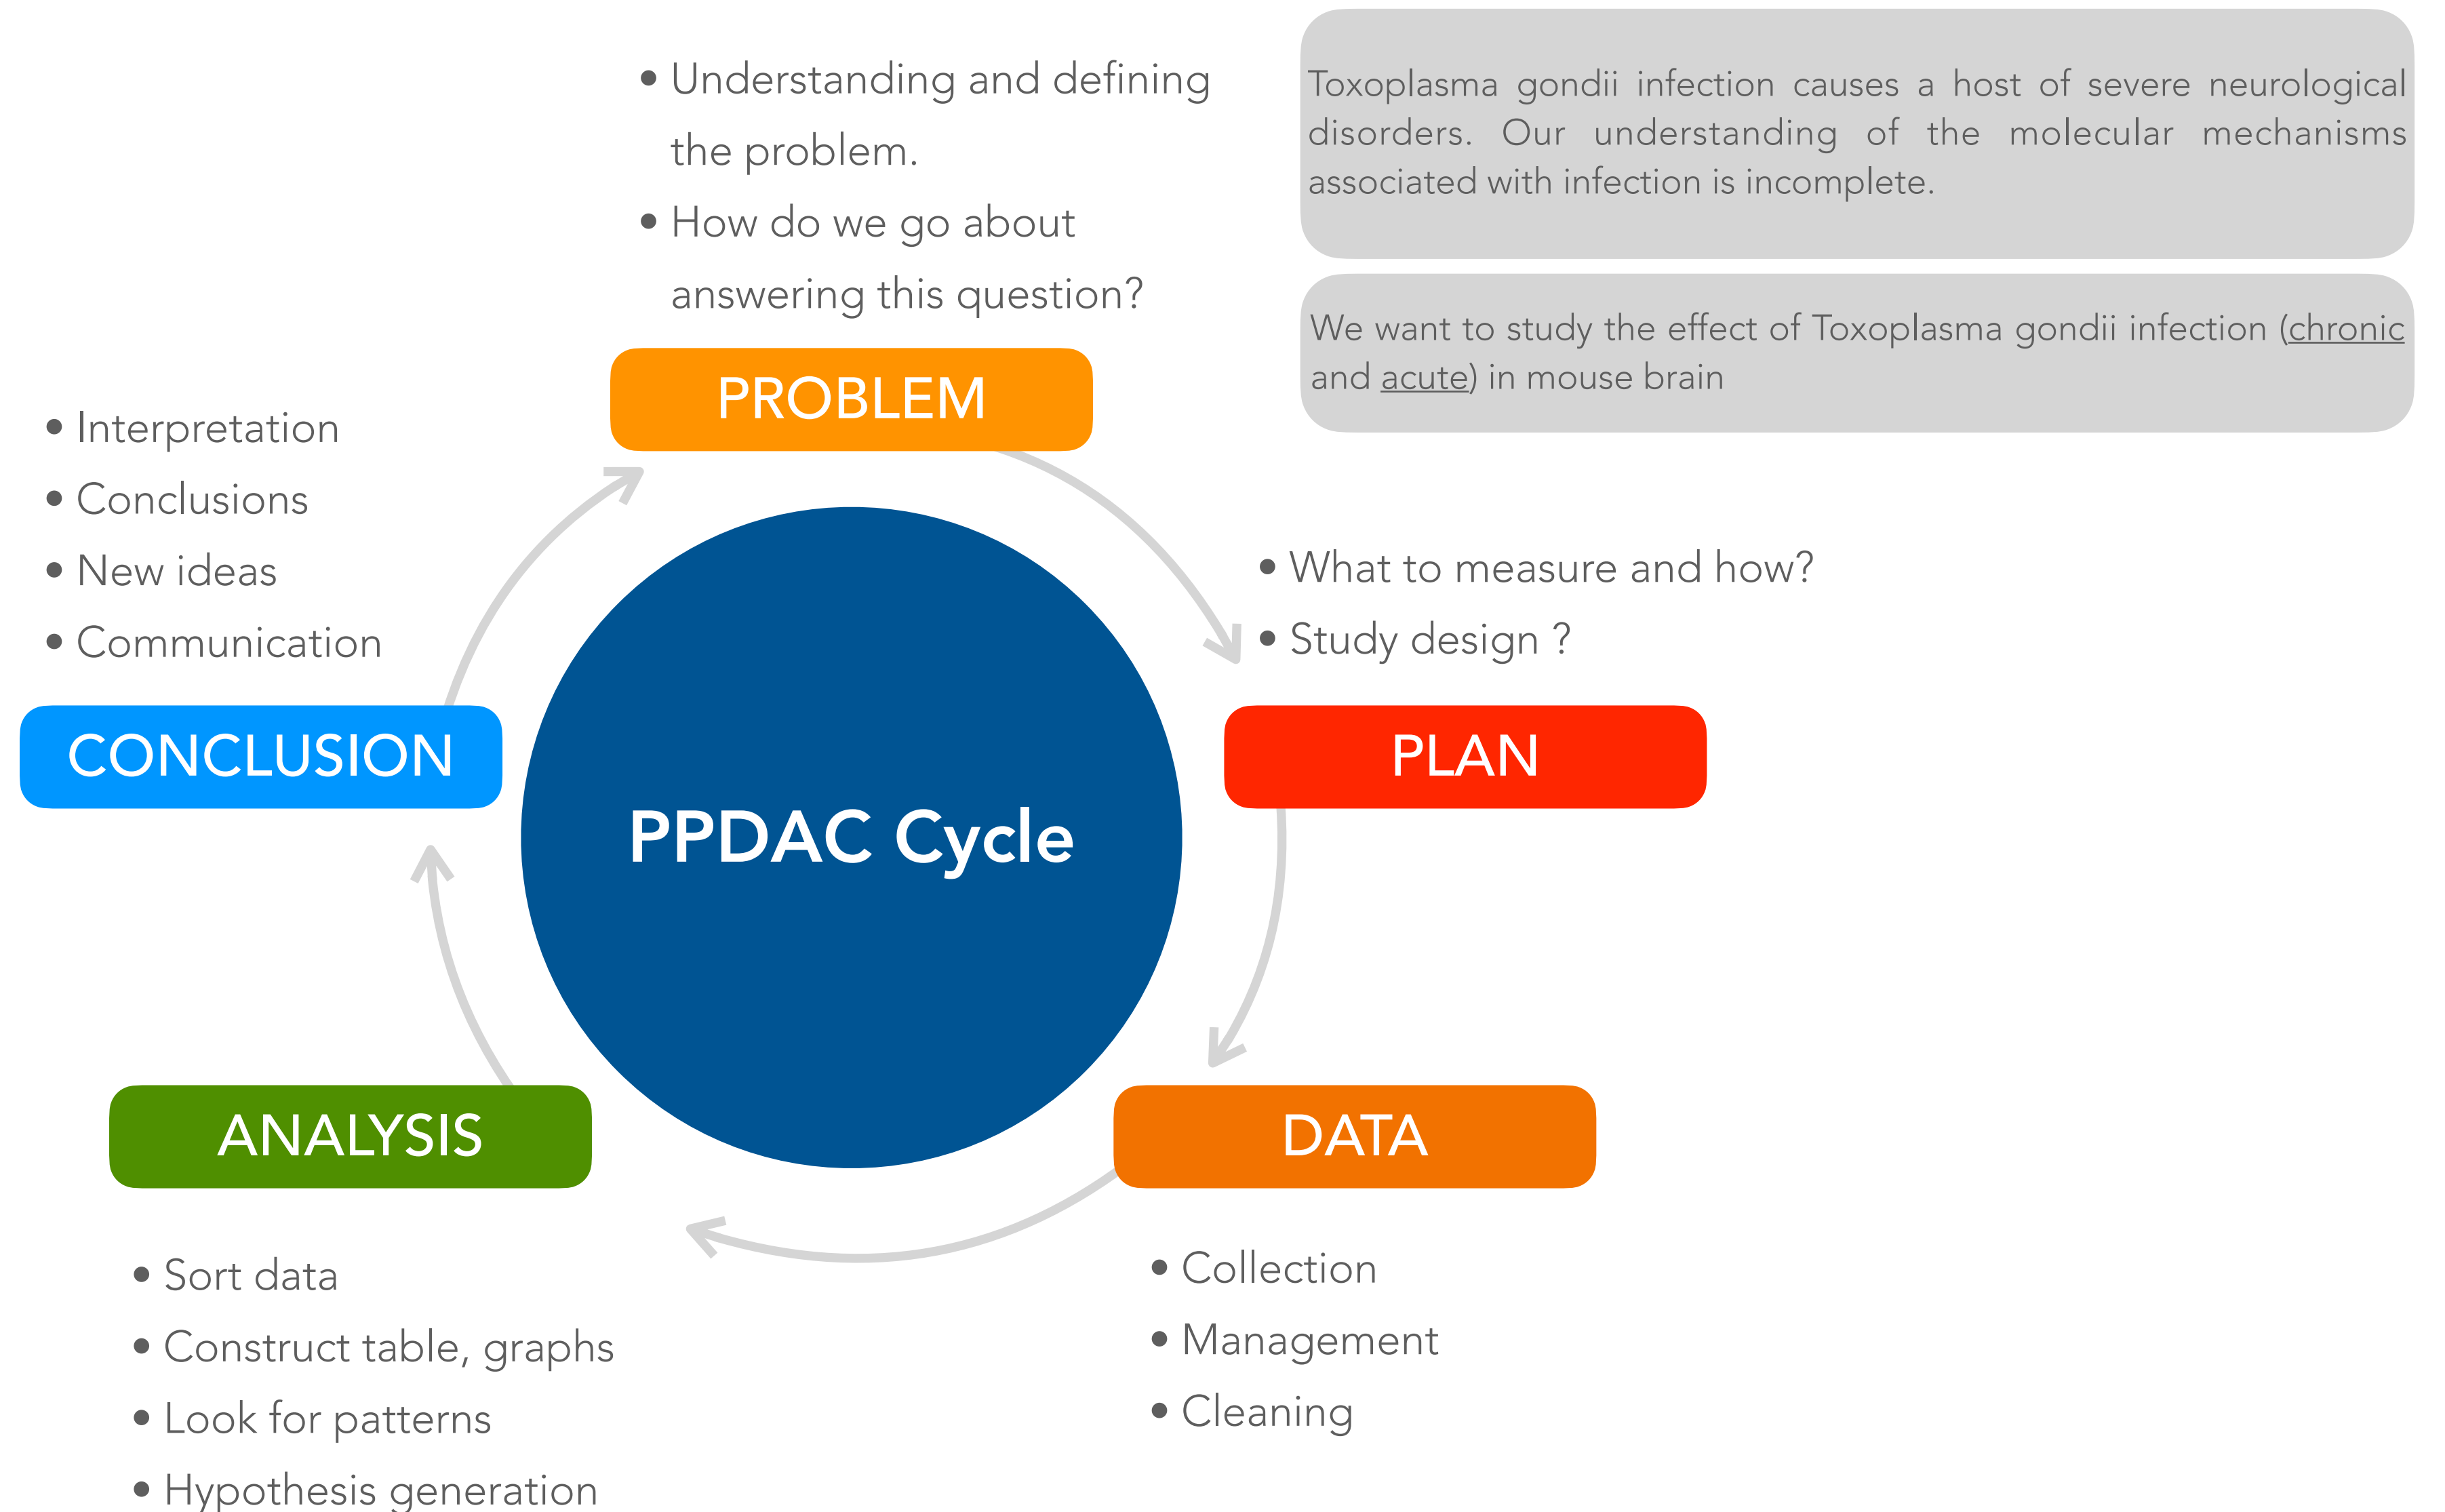 • Understanding and defining
the problem.
• How do we go about
answering this question?
Toxoplasma gondii infection causes a host of severe neurological
disorders. Our understanding of the molecular mechanisms
associated with infection is incomplete.
We want to study the effect of Toxoplasma gondii infection (chronic
and acute) in mouse brain
PROBLEM
• Interpretation
• Conclusions
• New ideas
• Communication
CONCLUSION
• What to measure and how?
• Study design ?
PLAN
PPDAC Cycle
ANALYSIS
• Sort data
• Construct table, graphs
• Look for patterns
• Hypothesis generation
DATA
• Collection
• Management
• Cleaning